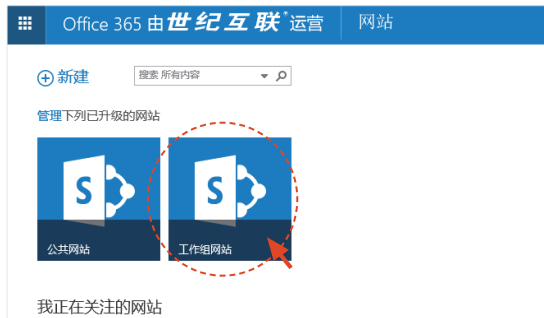 Office 365 由世纪互联运营 网站
新建 搜索 所有内容
管理下列已升级的网站
S S
公共网站 工作组网站
我正在关注的网站